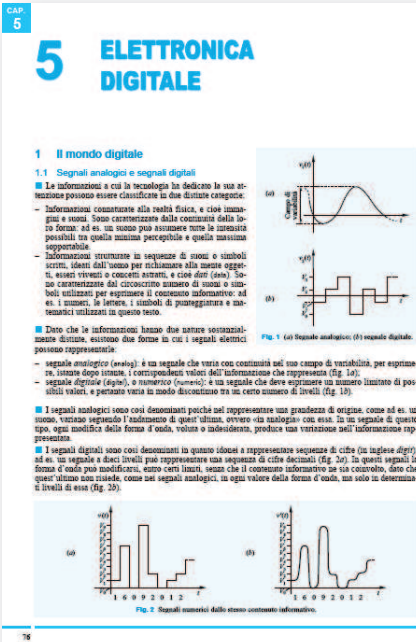 CAP.
5
5 ELETTRONICA
DIGITALE
1 Il mondo digitale
1.1 Segnali analogici e segnali digitali
■ Le informazioni a cui la tecnologia ha dedicato la sua at-
tenzione possono essere classificate in due distinte categorie:
– Informazioni connaturate alla realtà fisica, e cioè imma-
gini e suoni. Sono caratterizzate dalla continuità della lo-
ro forma: ad es. un suono può assumere tutte le intensità
possibili tra quella minima percepibile e quella massima
sopportabile.
– Informazioni strutturate in sequenze di suoni o simboli
scritti, ideati dall'uomo per richiamare alla mente ogget-
ti, esseri viventi o concetti astratti, e cioè dati (data). So-
no caratterizzate dal circoscritto numero di suoni o sim-
boli utilizzati per esprimere il contenuto informativo: ad
es. i numeri, le lettere, i simboli di punteggiatura e ma-
tematici utilizzati in questo testo.
■ Dato che le informazioni hanno due nature sostanzial-
mente distinte, esistono due forme in cui i segnali elettrici
possono rappresentarle:
(a)
Campo di
variabilità
t
(b)
t
Fig. 1 (a) Segnale analogico; (b) segnale digitale.
– segnale analogico (analog): è un segnale che varia con continuità nel suo campo di variabilità, per esprime-
re, istante dopo istante, i corrispondenti valori dell'informazione che rappresenta (fig. 1a);
– segnale digitale (digital), o numerico (numeric): è un segnale che deve esprimere un numero limitato di pos-
sibili valori, e pertanto varia in modo discontinuo tra un certo numero di livelli (fig. 1b).
■ I segnali analogici sono così denominati poiché nel rappresentare una grandezza di origine, come ad es. un
suono, variano seguendo l'andamento di quest'ultima, ovvero «in analogia» con essa. In un segnale di questo
tipo, ogni modifica della forma d'onda, voluta o indesiderata, produce una variazione nell'informazione rap-
presentata.
■ I segnali digitali sono così denominati in quanto idonei a rappresentare sequenze di cifre (in inglese digit);
ad es. un segnale a dieci livelli può rappresentare una sequenza di cifre decimali (fig. 2a). In questi segnali la
forma d'onda può modificarsi, entro certi limiti, senza che il contenuto informativo ne sia coinvolto, dato che
quest'ultimo non risiede, come nei segnali analogici, in ogni valore della forma d'onda, ma solo in determina-
ti livelli di essa (fig. 2b).
(a)
1 6 0 9 2 0 1 2
t
(b)
1 6 0 9 2 0 1 2
t
Fig. 2 Segnali numerici dallo stesso contenuto informativo.
76